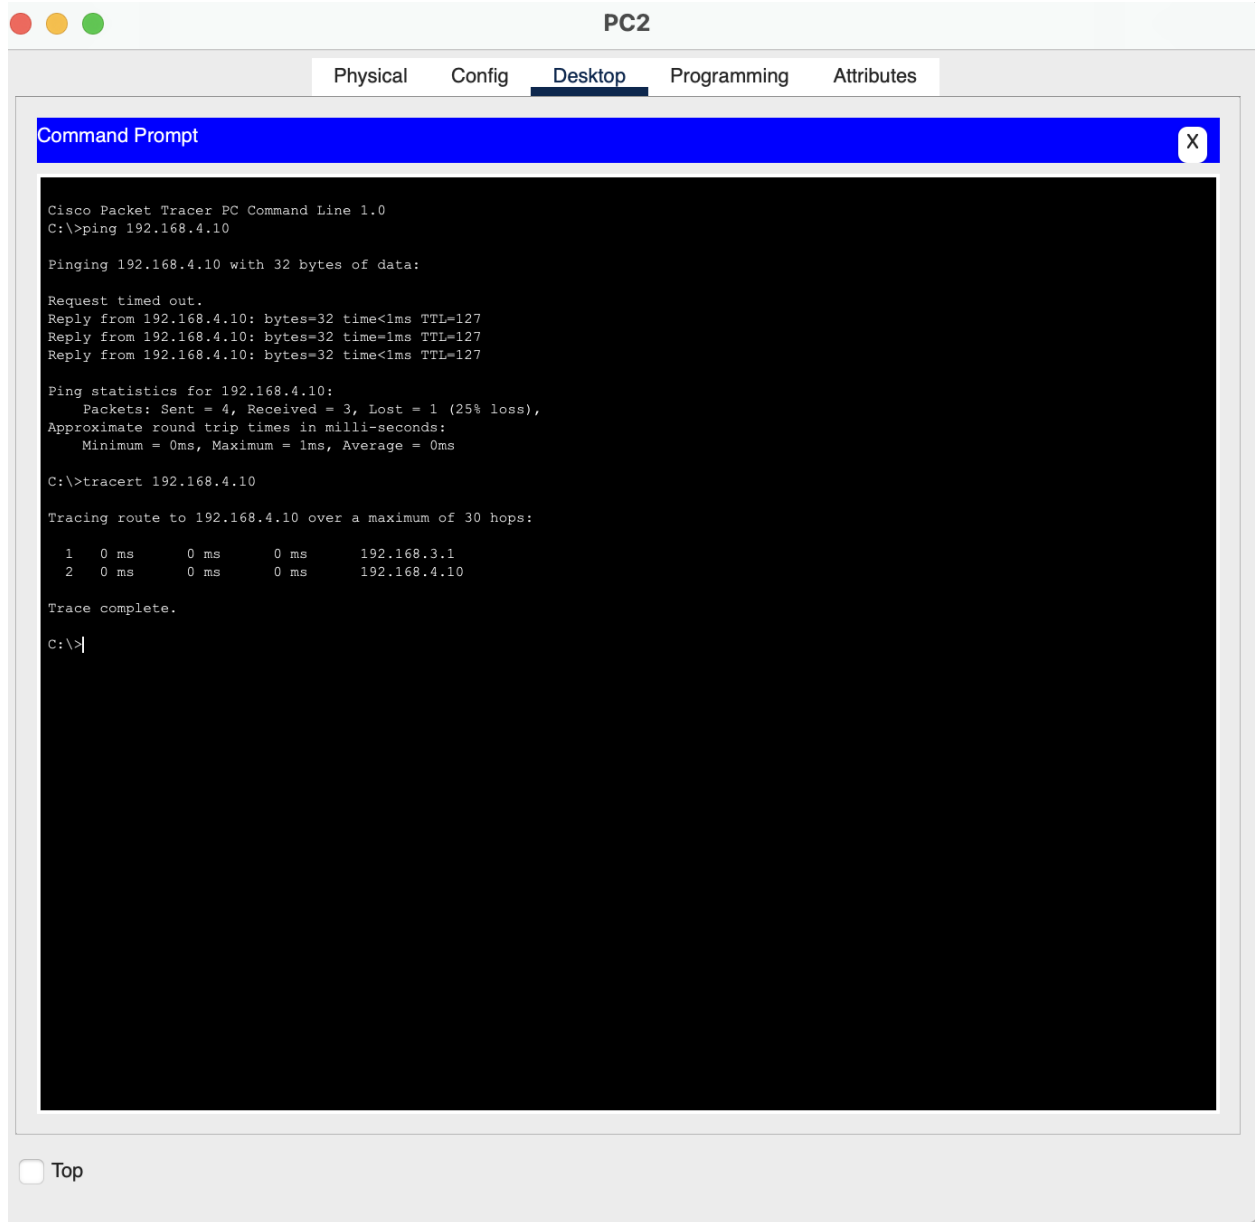 PC2
Physical Config Desktop Programming Attributes
Command Prompt
X
Cisco Packet Tracer PC Command Line 1.0
C:\>ping 192.168.4.10
Pinging 192.168.4.10 with 32 bytes of data:
Request timed out.
Reply from 192.168.4.10: bytes=32 time<1ms TTL=127
Reply from 192.168.4.10: bytes=32 time=1ms TTL=127
Reply from 192.168.4.10: bytes=32 time<1ms TTL=127
Ping statistics for 192.168.4.10:
    Packets: Sent = 4, Received = 3, Lost = 1 (25% loss),
Approximate round trip times in milli-seconds:
    Minimum = 0ms, Maximum = 1ms, Average = 0ms
C:\>tracert 192.168.4.10
Tracing route to 192.168.4.10 over a maximum of 30 hops:
  1   0 ms      0 ms      0 ms      192.168.3.1
  2   0 ms      0 ms      0 ms      192.168.4.10
Trace complete.
C:\>
Top